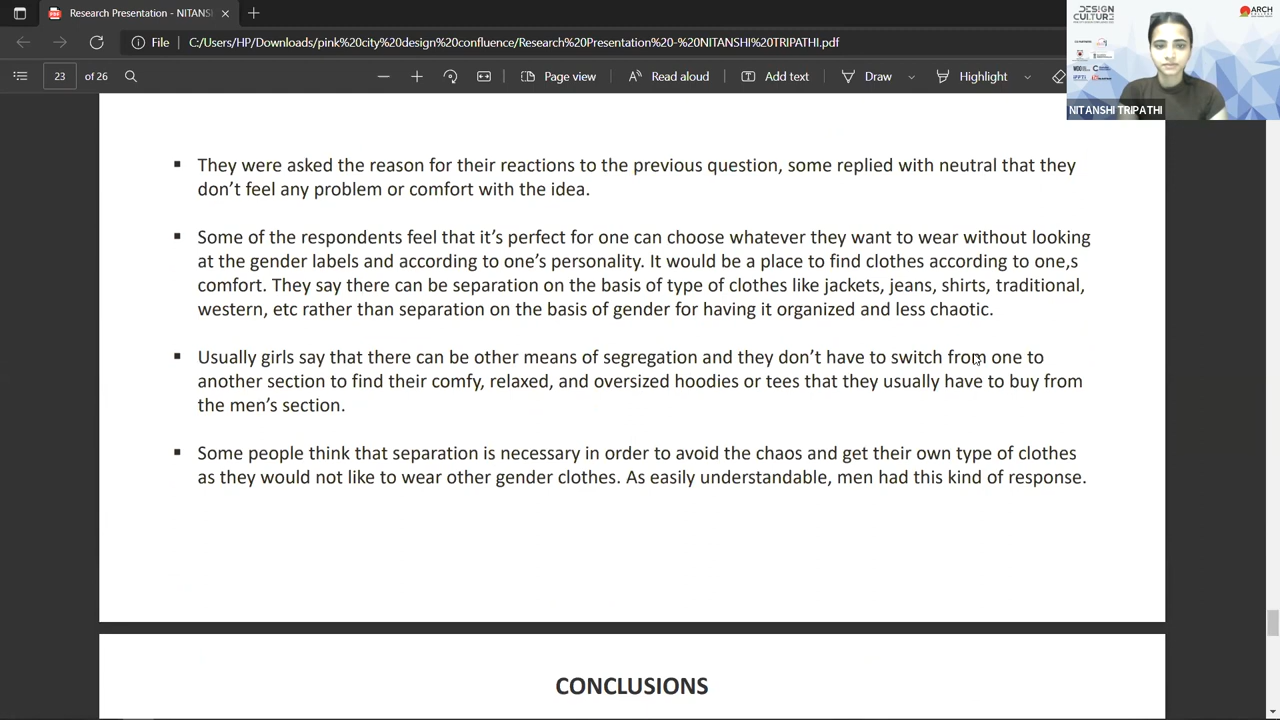 Research Presentation - NITANSH
File
C:/Users/HP/Downloads/pink%20city%20design%20confluence/Research%20Presentation%20-%20NITANSHI%20TRIPATHI.pdf
23
of 26
Page view
Read aloud
Add text
Draw
Highlight
DESIGN
ARCH
NITANSHI TRIPATHI
▪ They were asked the reason for their reactions to the previous question, some replied with neutral that they
don’t feel any problem or comfort with the idea.
▪ Some of the respondents feel that it’s perfect for one can choose whatever they want to wear without looking
at the gender labels and according to one’s personality. It would be a place to find clothes according to one,s
comfort. They say there can be separation on the basis of type of clothes like jackets, jeans, shirts, traditional,
western, etc rather than separation on the basis of gender for having it organized and less chaotic.
▪ Usually girls say that there can be other means of segregation and they don’t have to switch from one to
another section to find their comfy, relaxed, and oversized hoodies or tees that they usually have to buy from
the men’s section.
▪ Some people think that separation is necessary in order to avoid the chaos and get their own type of clothes
as they would not like to wear other gender clothes. As easily understandable, men had this kind of response.
CONCLUSIONS